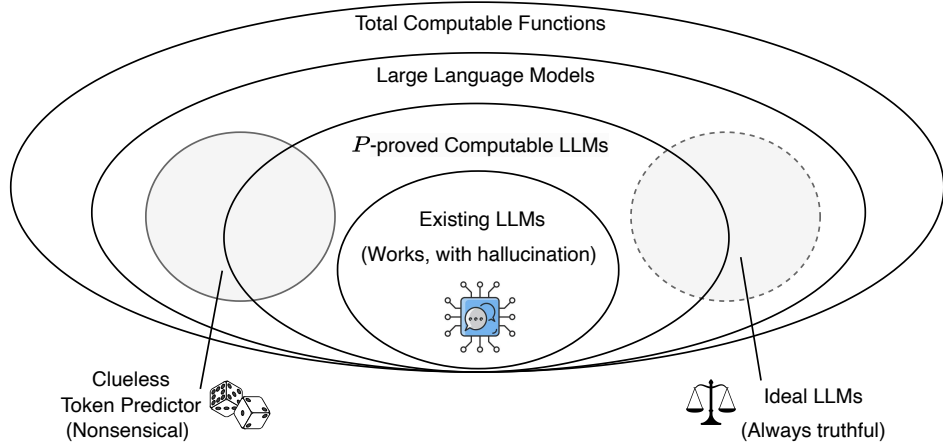 Total Computable Functions
Large Language Models
P-proved Computable LLMs
Existing LLMs
(Works, with hallucination)
Clueless
Token Predictor
(Nonsensical)
Ideal LLMs
(Always truthful)